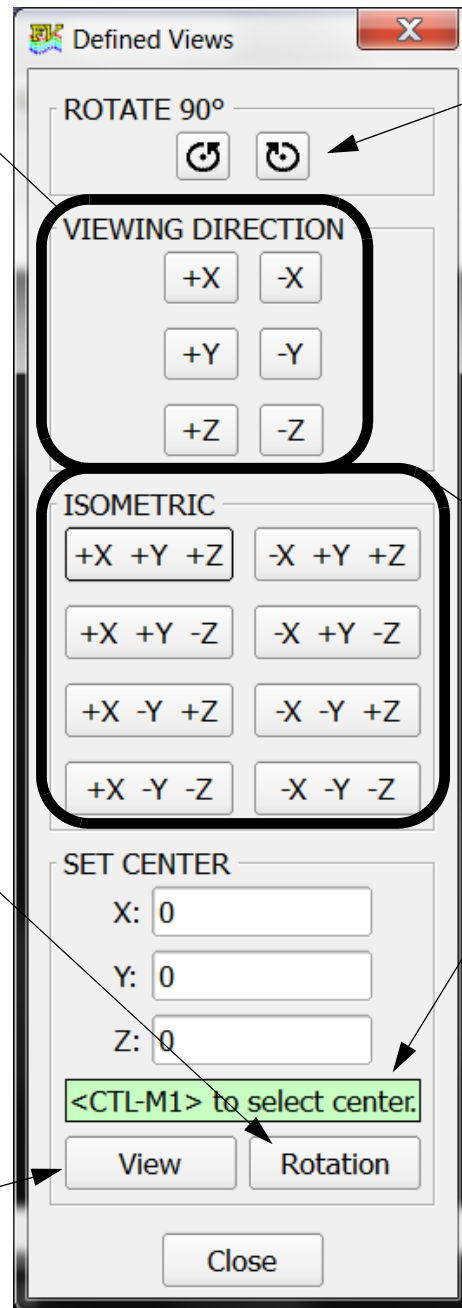 Defined Views
ROTATE 90°
VIEWING DIRECTION
+X -X
+Y -Y
+Z -Z
ISOMETRIC
+X +Y +Z -X +Y +Z
+X +Y -Z -X +Y -Z
+X -Y +Z -X -Y +Z
+X -Y -Z -X -Y -Z
SET CENTER
X: 0
Y: 0
Z: 0
<CTL-M1> to select center.
View Rotation
Close